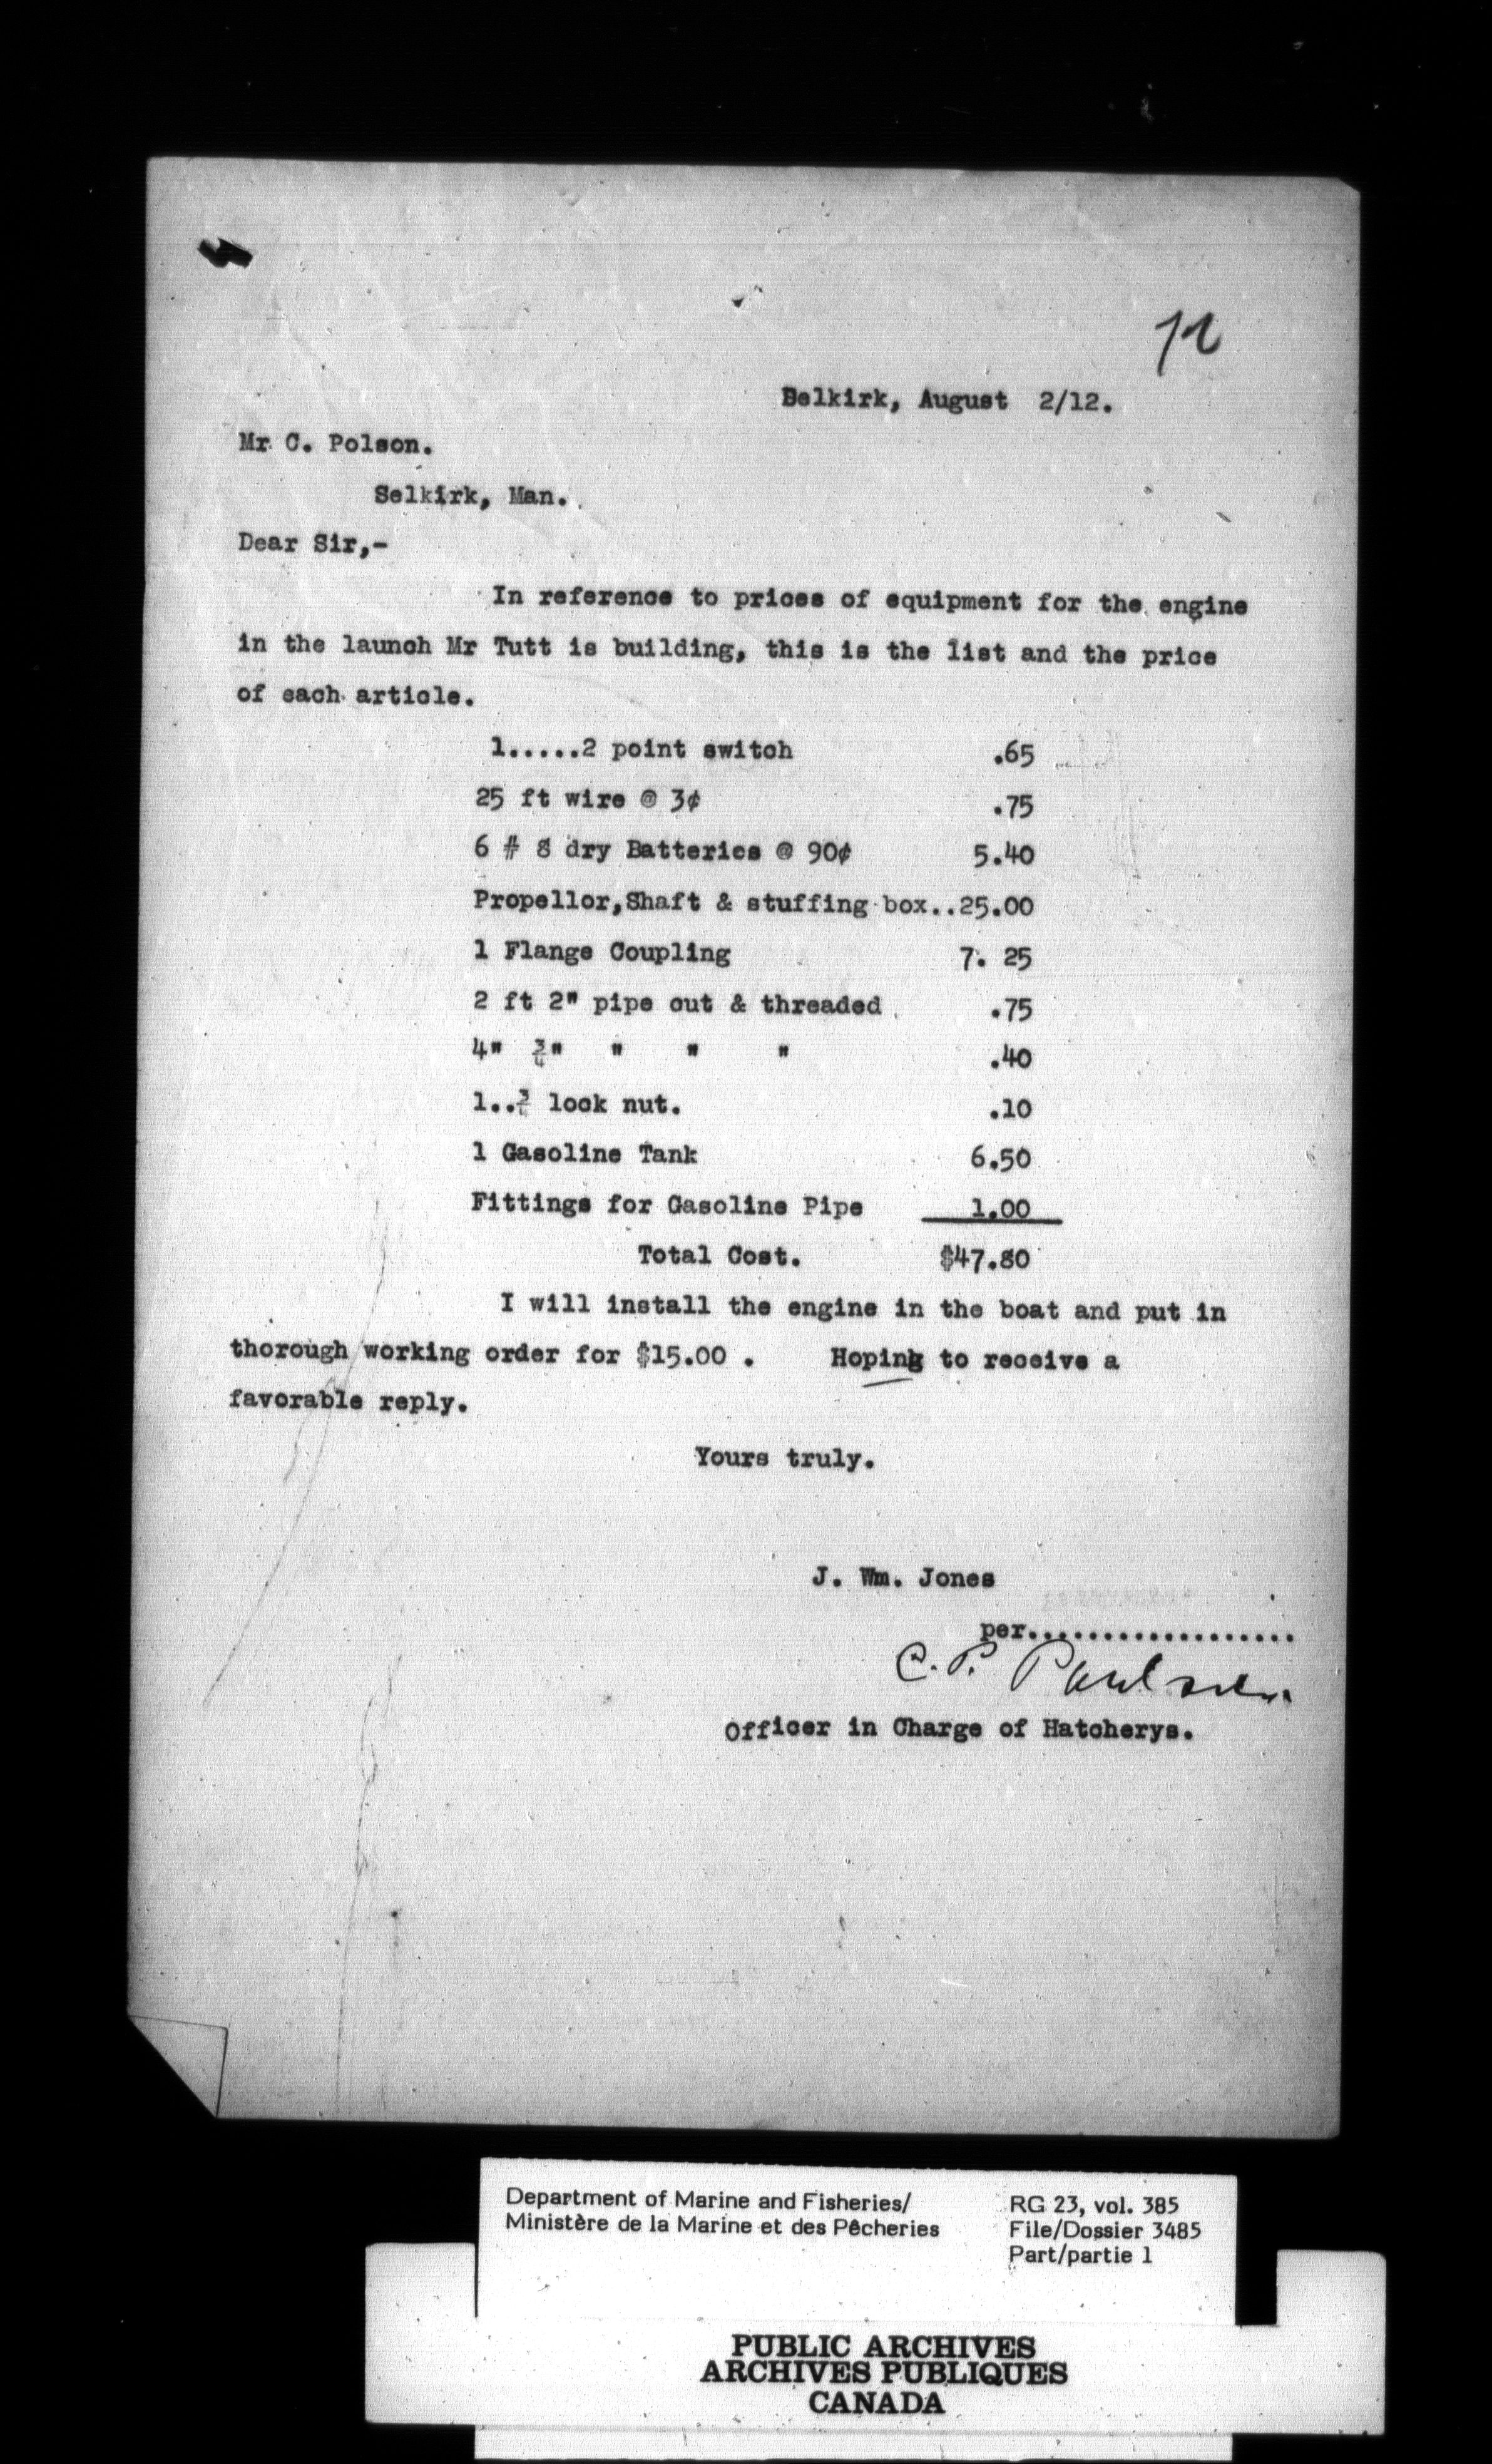 72
Selkirk, August 2/12.
Mr. C. Polson.
Selkirk, Man.
Dear Sir,-
In reference to prices of equipment for the engine
in the launch Mr Tutt is building, this is the list and the price
of each article.
1.....2 point switch .65
25 ft wire @ 3¢ .75
6 # 8 dry Batteries @ 90¢ 5.40
Propellor,Shaft & stuffing box..25.00
1 Flange Coupling 7. 25
2 ft 2" pipe cut & threaded .75
4" ¾" " " " .40
1..¾ lock nut. .10
1 Gasoline Tank 6.50
Fittings for Gasoline Pipe 1.00
Total Cost. $47.80
I will install the engine in the boat and put in
thorough working order for $15.00 . Hoping to receive a
favorable reply.
Yours truly.
J. Wm. Jones
per..................
C. P. Paulson
Officer in Charge of Hatcherys.
Department of Marine and Fisheries/
Ministère de la Marine et des Pêcheries
RG 23, vol. 385
File/Dossier 3485
Part/partie 1
PUBLIC ARCHIVES
ARCHIVES PUBLIQUES
CANADA